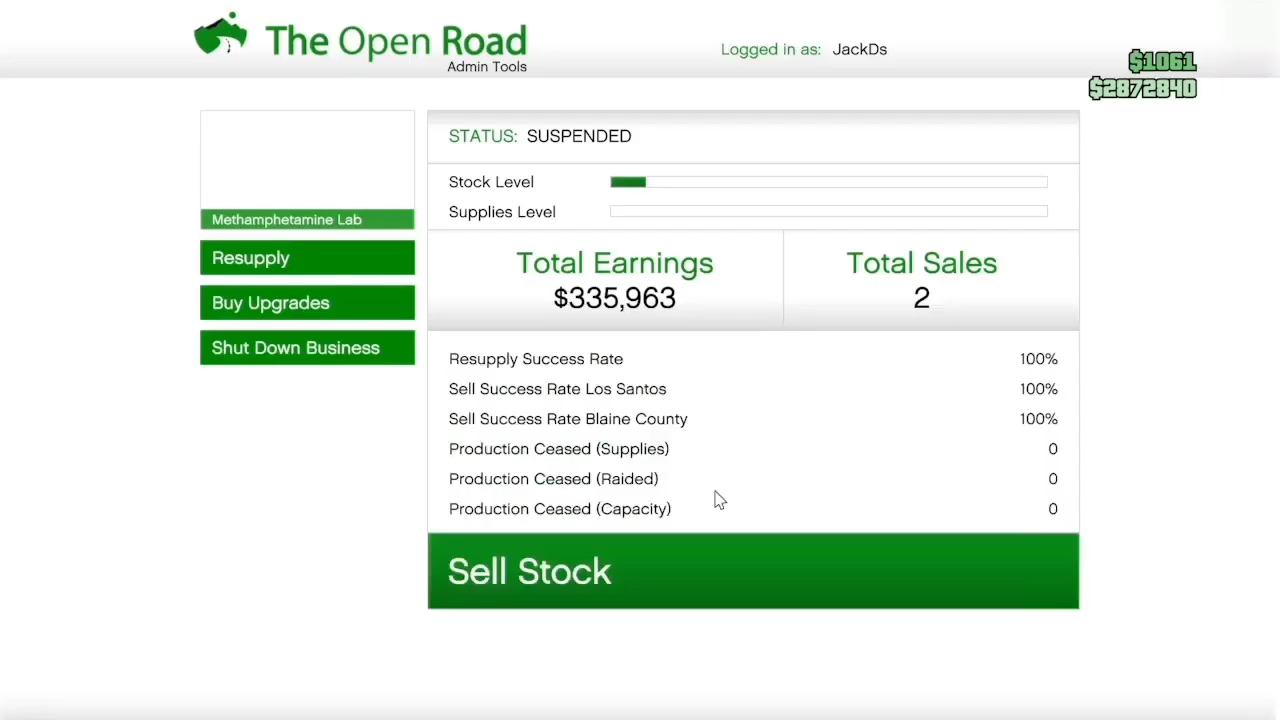 The Open Road
Admin Tools
Logged in as: JackDs
$1061
$2872840
Methamphetamine Lab
Resupply
Buy Upgrades
Shut Down Business
STATUS: SUSPENDED
Stock Level
Supplies Level
Total Earnings
$335,963
Total Sales
2
Resupply Success Rate 100%
Sell Success Rate Los Santos 100%
Sell Success Rate Blaine County 100%
Production Ceased (Supplies) 0
Production Ceased (Raided) 0
Production Ceased (Capacity) 0
Sell Stock